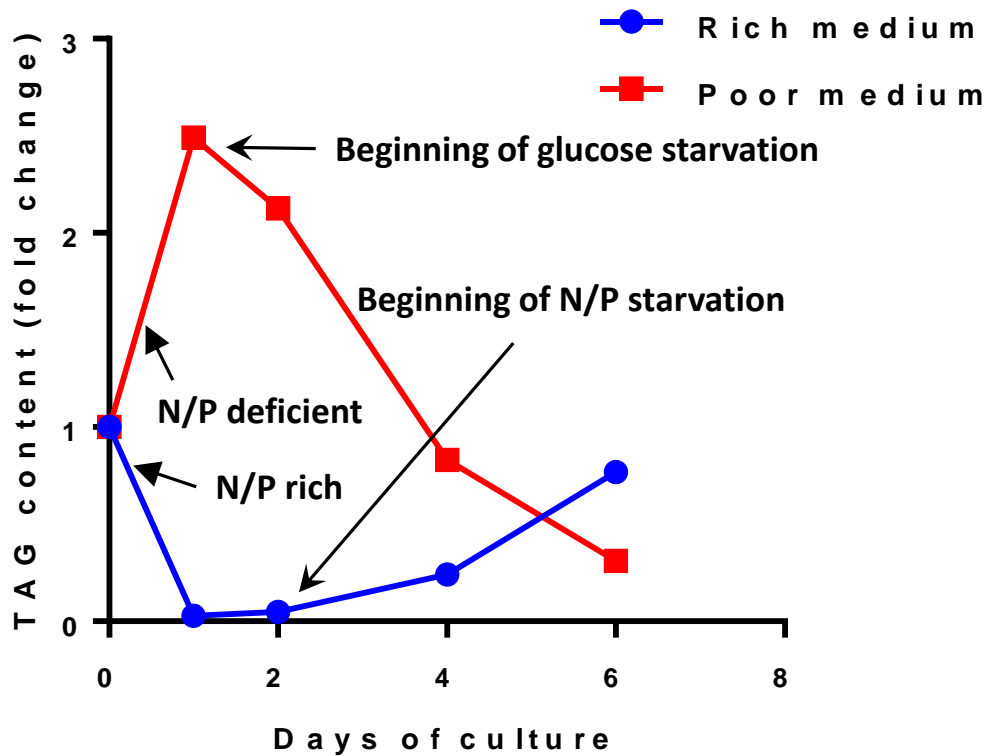 Rich medium
Poor medium
TAG content (fold change)
3
2
1
0
Beginning of glucose starvation
Beginning of N/P starvation
N/P deficient
N/P rich
0 2 4 6 8
Days of culture